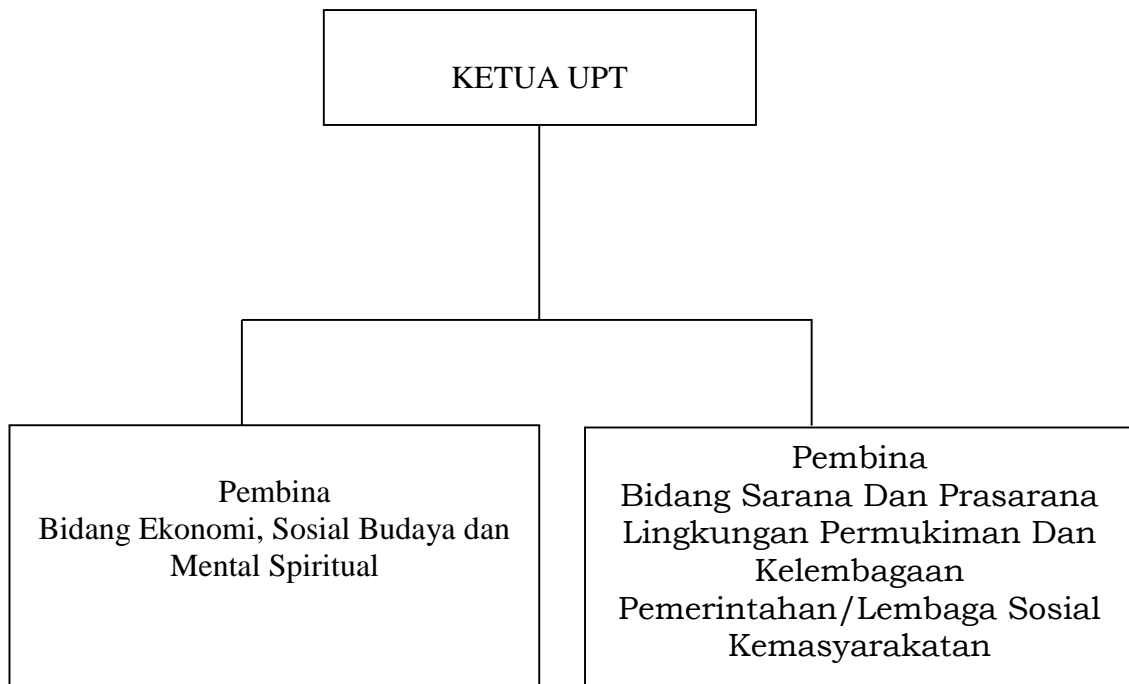 KETUA UPT
Pembina
Bidang Ekonomi, Sosial Budaya dan
Mental Spiritual
Pembina
Bidang Sarana Dan Prasarana
Lingkungan Permukiman Dan
Kelembagaan
Pemerintahan/Lembaga Sosial
Kemasyarakatan